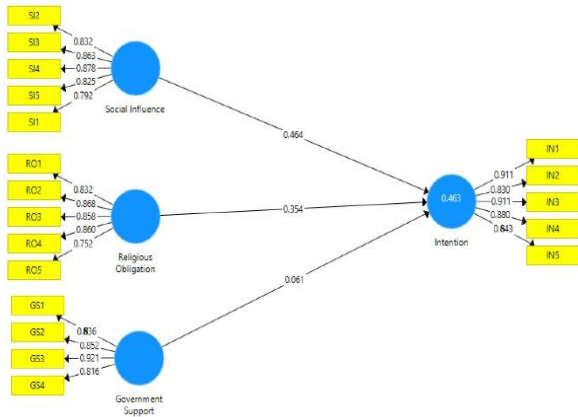 SI2
SI3
SI4
SI5
SI1
0.832
0.863
0.878
0.825
0.792
Social Influence
0.464
RO1
RO2
RO3
RO4
RO5
0.832
0.868
0.858
0.860
0.752
Religious
Obligation
0.354
GS1
GS2
GS3
GS4
0.852
0.921
0.816
Government
Support
0.061
0.463
Intention
0.911
0.830
0.911
0.880
IN1
IN2
IN3
IN4
IN5